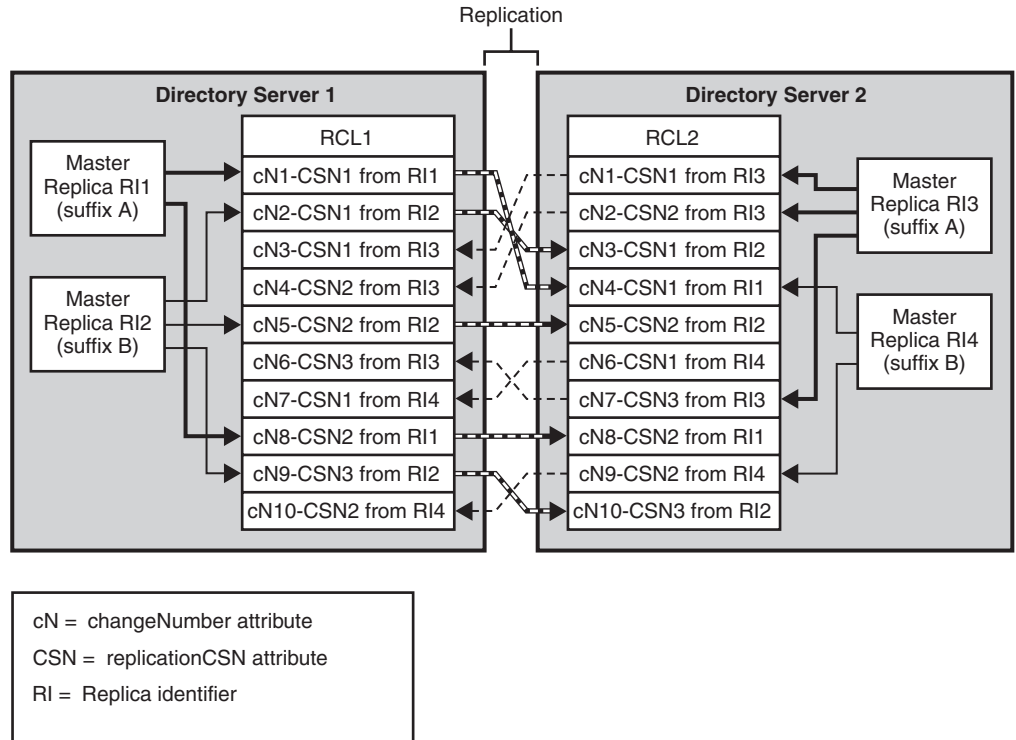 Replication
Directory Server 1
Master
Replica RI1
(suffix A)
Master
Replica RI2
(suffix B)
RCL1
cN1-CSN1 from RI1
cN2-CSN1 from RI2
cN3-CSN1 from RI3
cN4-CSN2 from RI3
cN5-CSN2 from RI2
cN6-CSN3 from RI3
cN7-CSN1 from RI4
cN8-CSN2 from RI1
cN9-CSN3 from RI2
cN10-CSN2 from RI4
Directory Server 2
RCL2
cN1-CSN1 from RI3
cN2-CSN2 from RI3
cN3-CSN1 from RI2
cN4-CSN1 from RI1
cN5-CSN2 from RI2
cN6-CSN1 from RI4
cN7-CSN3 from RI3
cN8-CSN2 from RI1
cN9-CSN2 from RI4
cN10-CSN3 from RI2
Master
Replica RI3
(suffix A)
Master
Replica RI4
(suffix B)
cN = changeNumber attribute
CSN = replicationCSN attribute
RI = Replica identifier